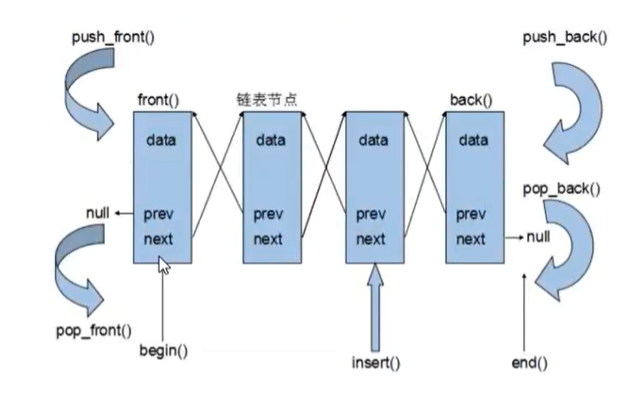 push_front()
push_back()
front()
链表节点
back()
data
data
data
data
pop_back()
null
prev
prev
prev
prev
next
next
next
next
null
pop_front()
begin()
insert()
end()